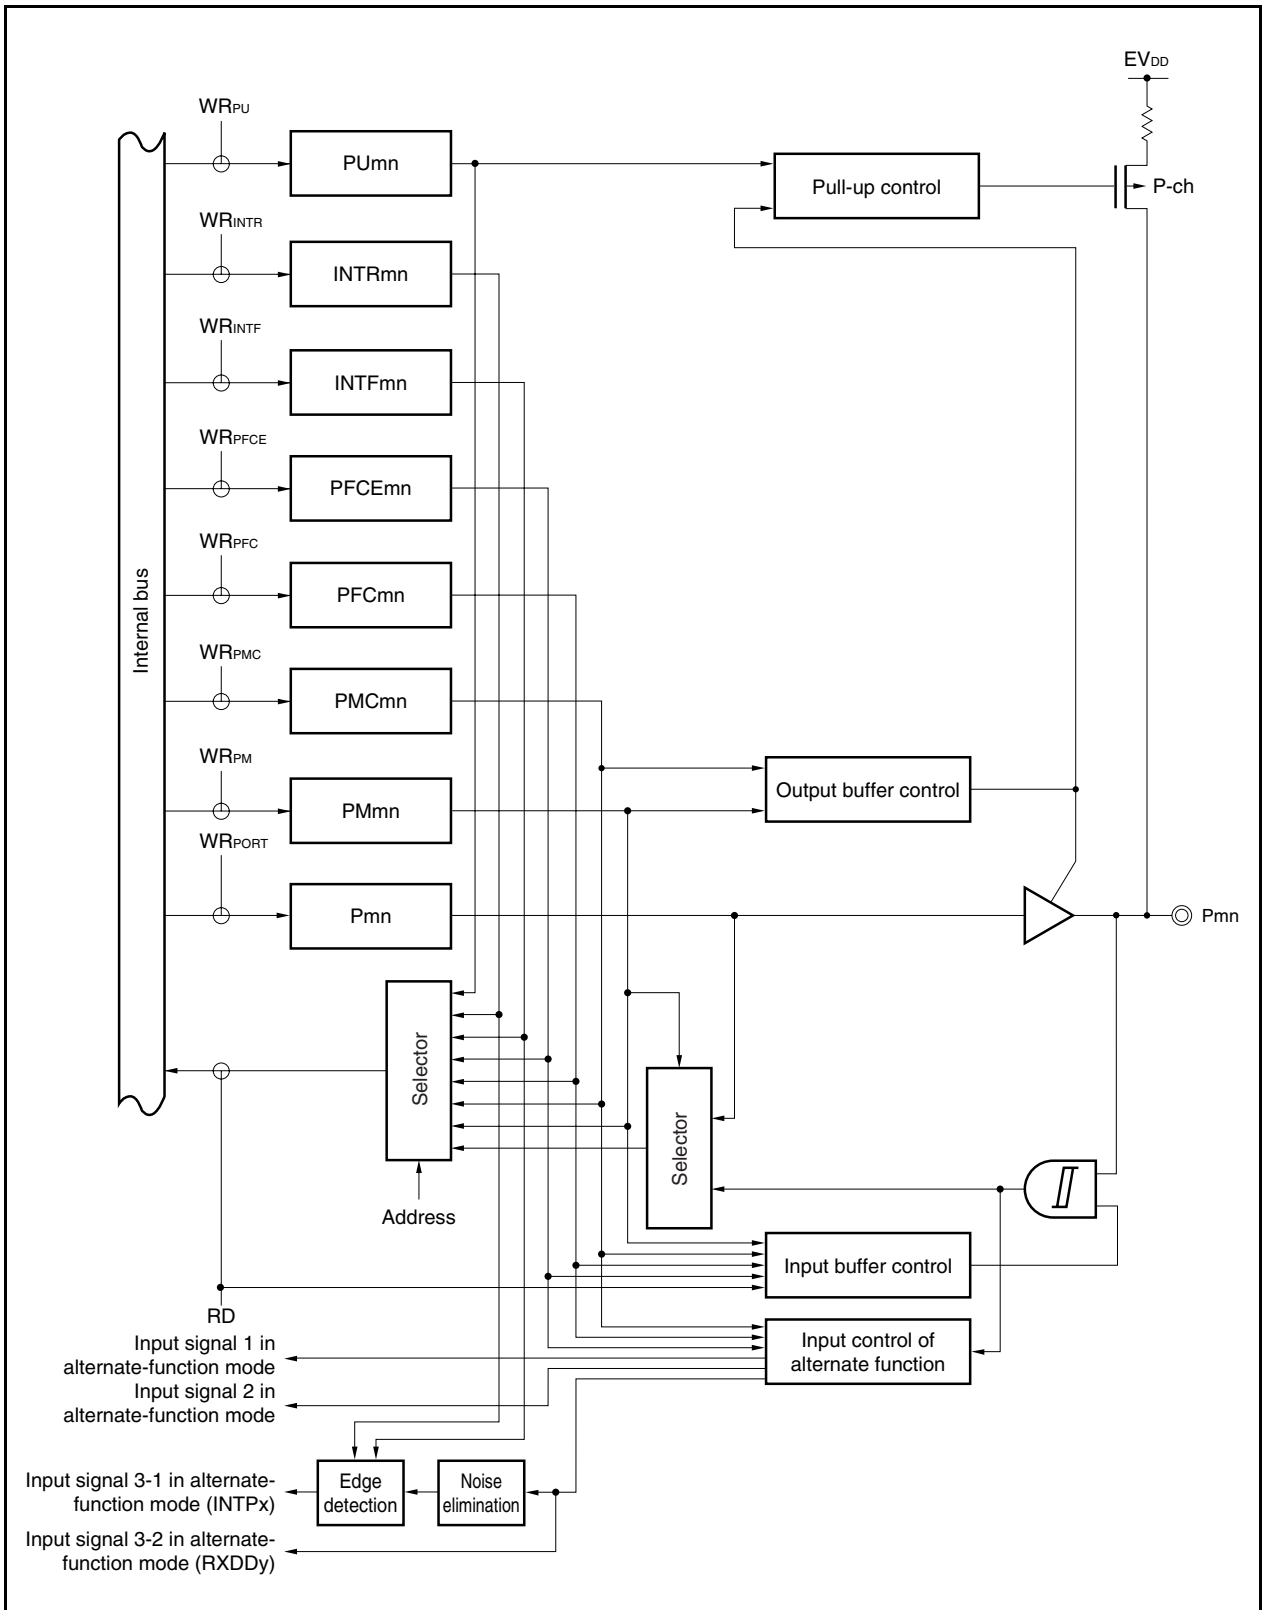 EVDD
WRPU
PUmn
Pull-up control
P-ch
WRINTR
INTRmn
WRINTF
INTFmn
WRPFCE
PFCEmn
WRPFC
PFCmn
Internal bus
WRPMC
PMCmn
WRPM
PMmn
Output buffer control
WRPORT
Pmn
Pmn
Selector
Selector
Address
Input buffer control
RD
Input control of
alternate function
Input signal 1 in
alternate-function mode
Input signal 2 in
alternate-function mode
Input signal 3-1 in alternate-
function mode (INTPx)
Edge
detection
Noise
elimination
Input signal 3-2 in alternate-
function mode (RXDDy)